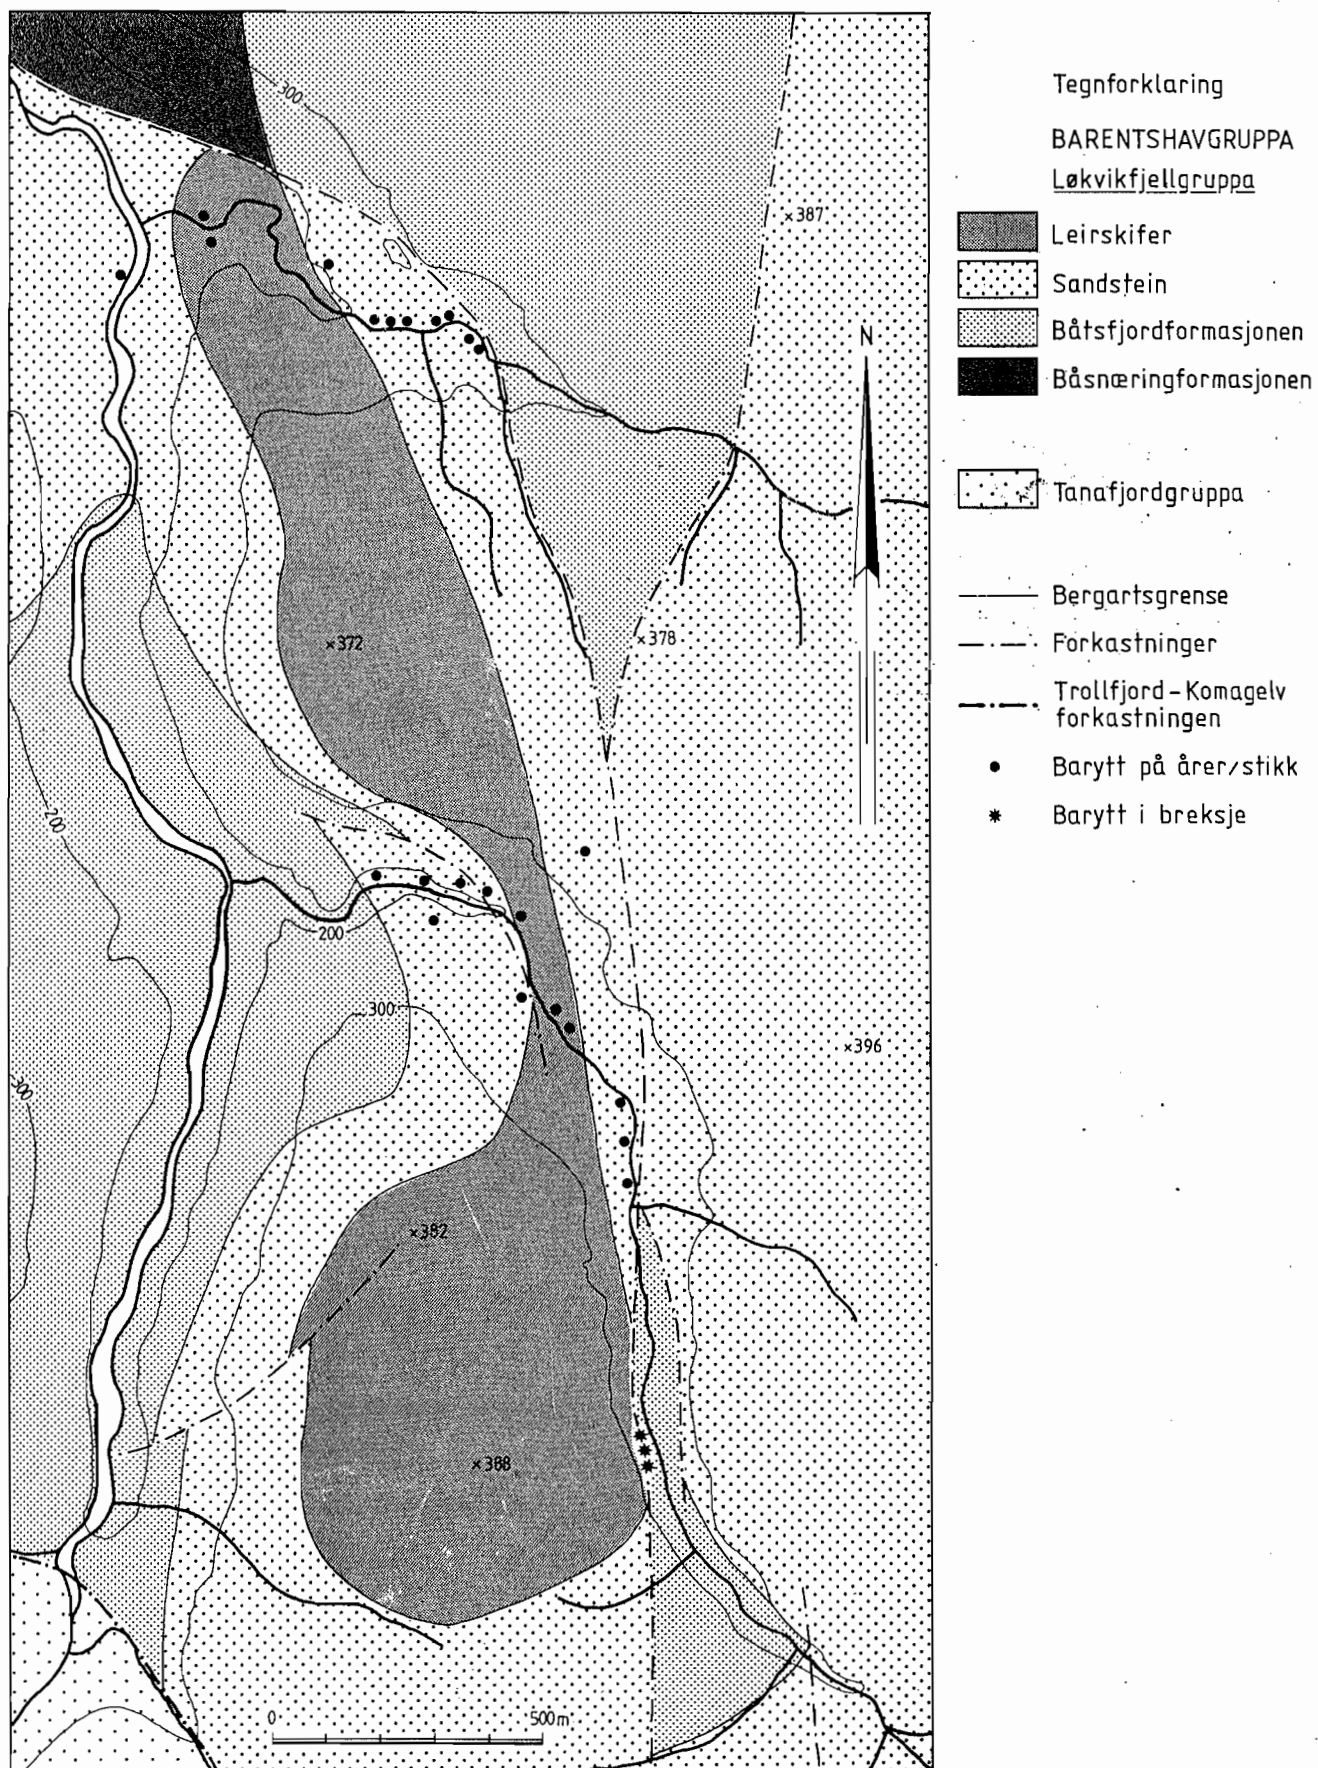 300
×387
×372
×378
200
200
300
300
×396
×382
×388
0 500m
N
Tegnforklaring
BARENTSHAVGRUPPA
Løkvikfjellgruppa
Leirskifer
Sandstein
Båtsfjordformasjonen
Båsnæringformasjonen
Tanafjordgruppa
Bergartsgrense
Forkastninger
Trollfjord-Komagelv
forkastningen
Barytt på årer/stikk
Barytt i breksje